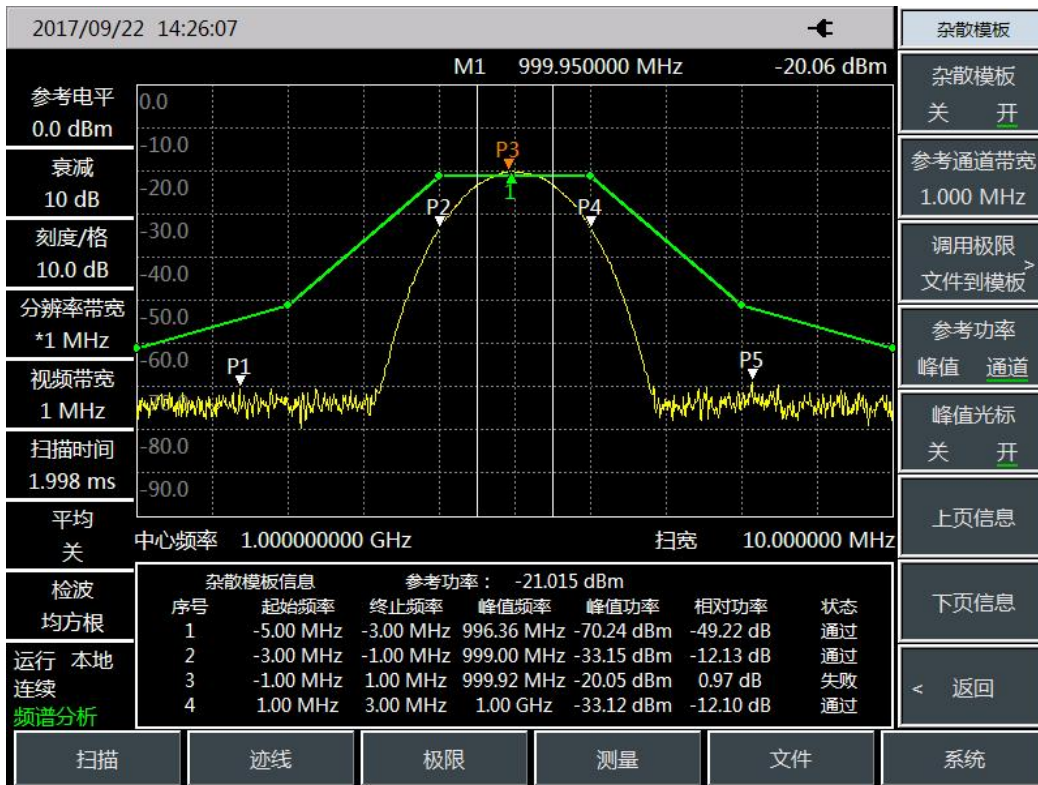 2017/09/22 14:26:07
M1 999.950000 MHz -20.06 dBm
参考电平
0.0 dBm
衰减
10 dB
刻度/格
10.0 dB
分辨率带宽
*1 MHz
视频带宽
1 MHz
扫描时间
1.998 ms
平均
关
检波
均方根
运行 本地
连续
频谱分析
0.0
-10.0
-20.0
-30.0
-40.0
-50.0
-60.0
-80.0
-90.0
P3
1
P2
P4
P1
P5
中心频率 1.000000000 GHz 扫宽 10.000000 MHz
杂散模板信息 参考功率： -21.015 dBm
序号 起始频率 终止频率 峰值频率 峰值功率 相对功率 状态
1 -5.00 MHz -3.00 MHz 996.36 MHz -70.24 dBm -49.22 dB 通过
2 -3.00 MHz -1.00 MHz 999.00 MHz -33.15 dBm -12.13 dB 通过
3 -1.00 MHz 1.00 MHz 999.92 MHz -20.05 dBm 0.97 dB 失败
4 1.00 MHz 3.00 MHz 1.00 GHz -33.12 dBm -12.10 dB 通过
杂散模板
杂散模板
关 开
参考通道带宽
1.000 MHz
调用极限
文件到模板 >
参考功率
峰值 通道
峰值光标
关 开
上页信息
下页信息
< 返回
扫描 迹线 极限 测量 文件 系统